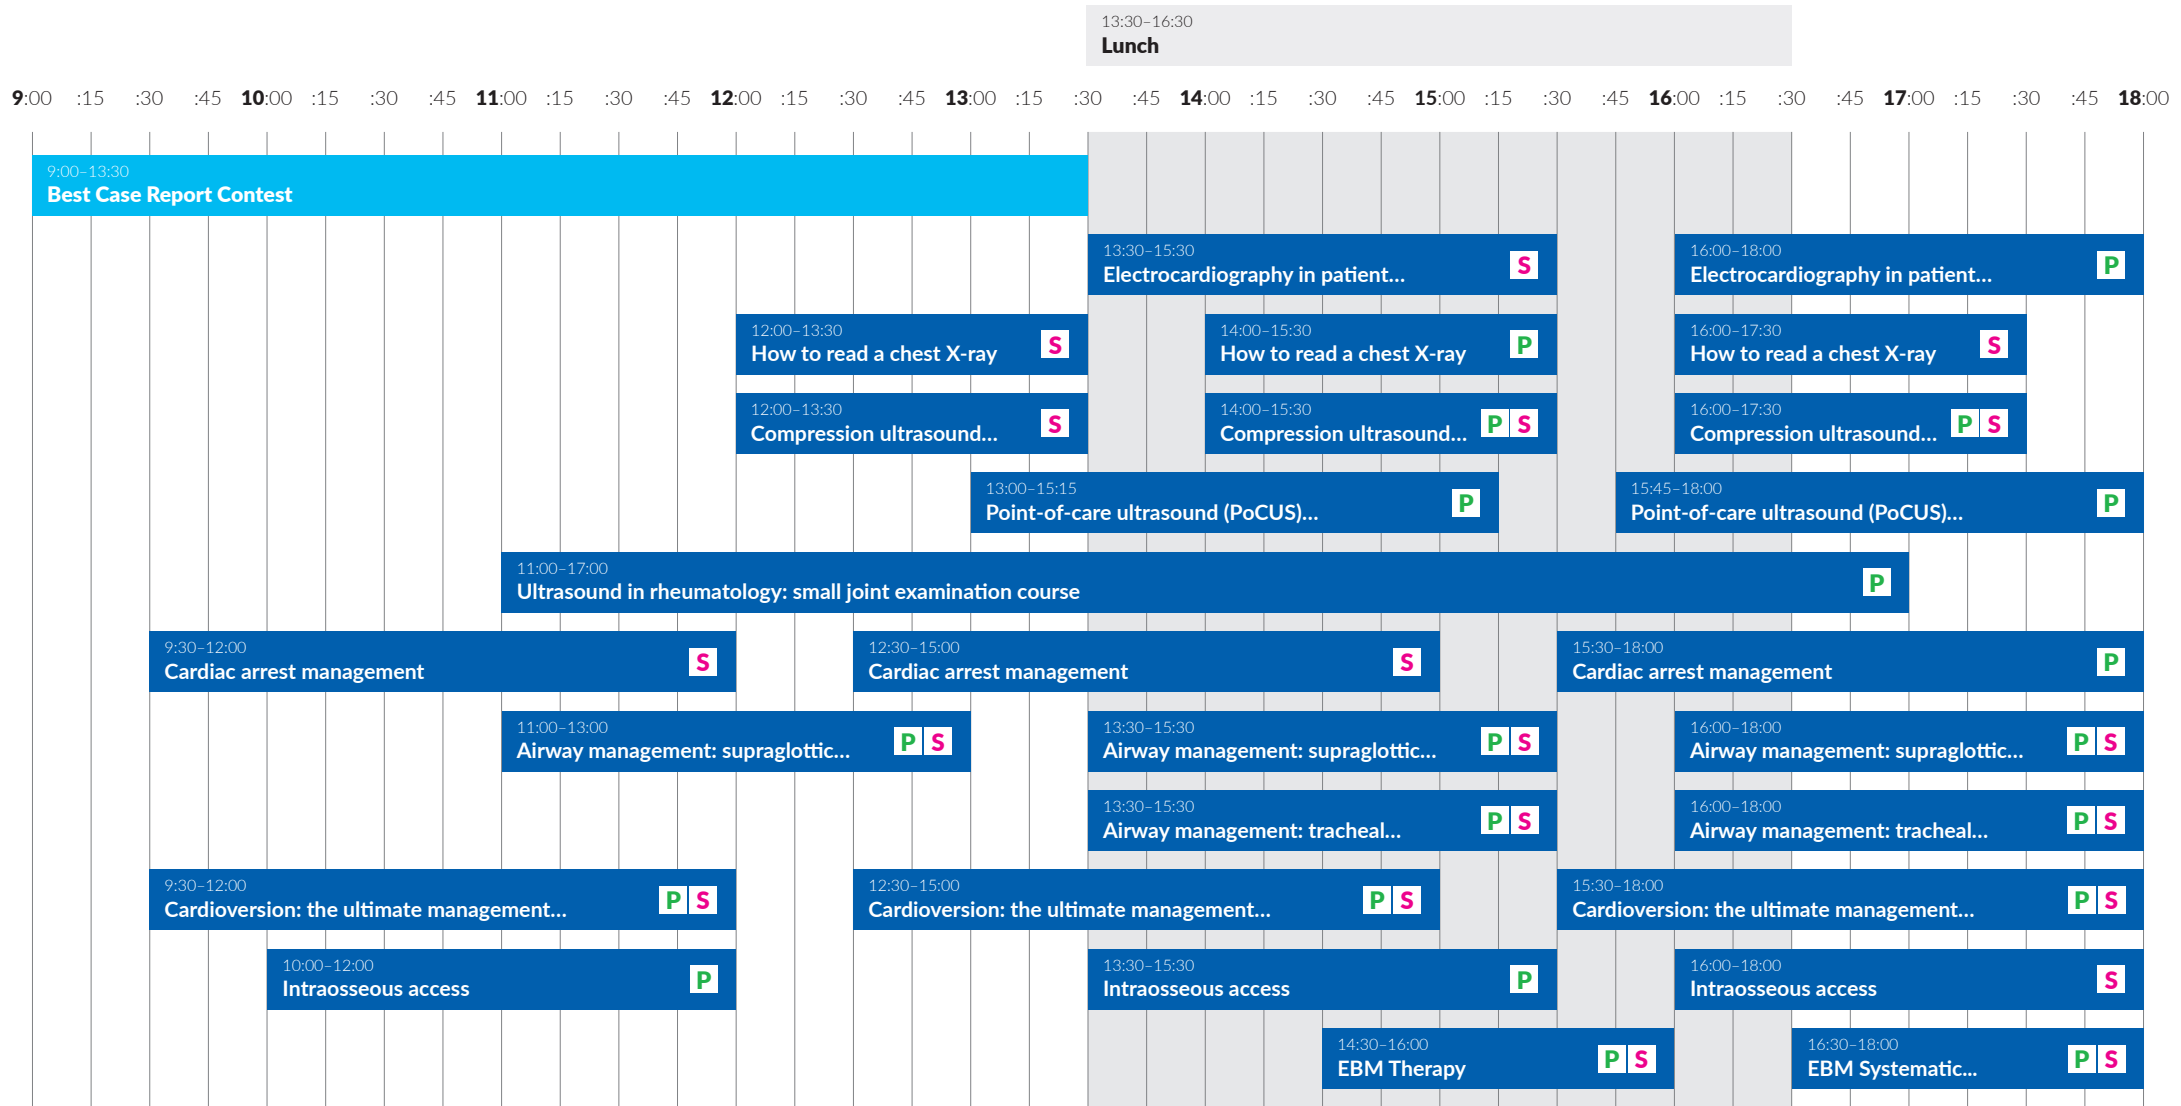 13:30–16:30
Lunch
9:00 :15 :30 :45 10:00 :15 :30 :45 11:00 :15 :30 :45 12:00 :15 :30 :45 13:00 :15 :30 :45 14:00 :15 :30 :45 15:00 :15 :30 :45 16:00 :15 :30 :45 17:00 :15 :30 :45 18:00
9:00–13:30
Best Case Report Contest
13:30–15:30
Electrocardiography in patient... S
16:00–18:00
Electrocardiography in patient... P
12:00–13:30
How to read a chest X-ray S
14:00–15:30
How to read a chest X-ray P
16:00–17:30
How to read a chest X-ray S
12:00–13:30
Compression ultrasound... S
14:00–15:30
Compression ultrasound... P S
16:00–17:30
Compression ultrasound... P S
13:00–15:15
Point-of-care ultrasound (PoCUS)... P
15:45–18:00
Point-of-care ultrasound (PoCUS)... P
11:00–17:00
Ultrasound in rheumatology: small joint examination course P
9:30–12:00
Cardiac arrest management S
12:30–15:00
Cardiac arrest management S
15:30–18:00
Cardiac arrest management P
11:00–13:00
Airway management: supraglottic... P S
13:30–15:30
Airway management: supraglottic... P S
16:00–18:00
Airway management: supraglottic... P S
13:30–15:30
Airway management: tracheal... P S
16:00–18:00
Airway management: tracheal... P S
9:30–12:00
Cardioversion: the ultimate management... P S
12:30–15:00
Cardioversion: the ultimate management... P S
15:30–18:00
Cardioversion: the ultimate management... P S
10:00–12:00
Intraosseous access P
13:30–15:30
Intraosseous access P
16:00–18:00
Intraosseous access S
14:30–16:00
EBM Therapy P S
16:30–18:00
EBM Systematic... P S